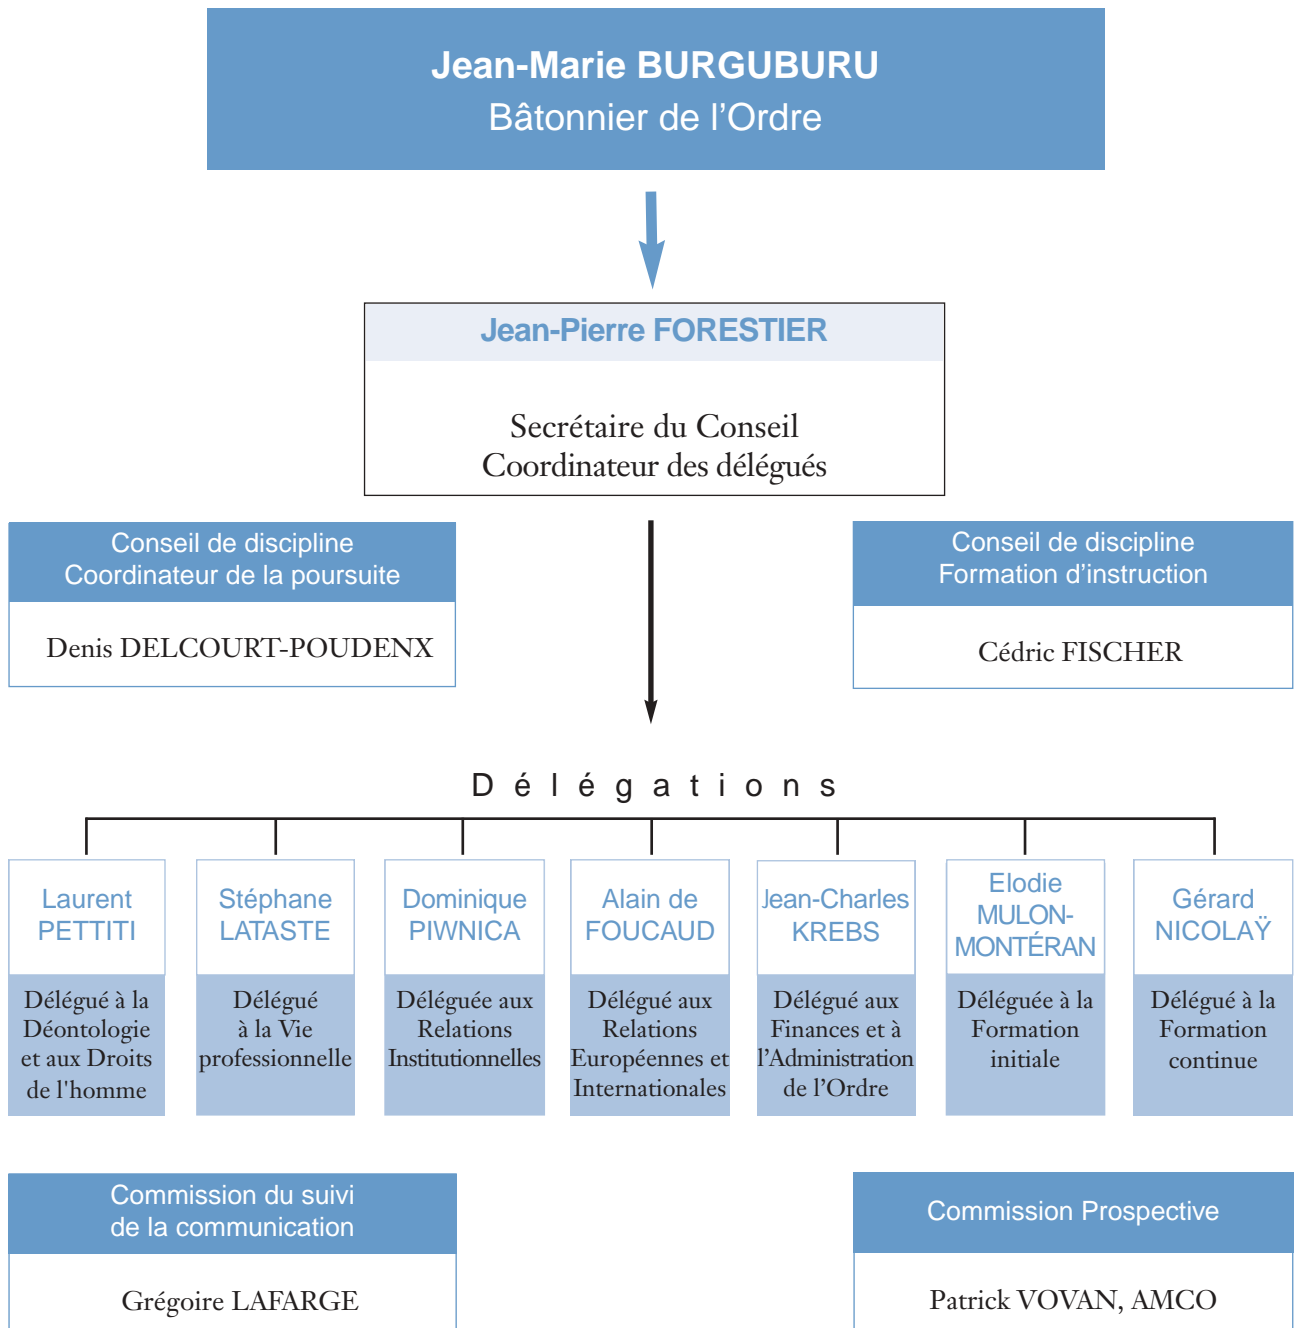 Jean-Marie BURGUBURU
Bâtonnier de l’Ordre
Jean-Pierre FORESTIER
Secrétaire du Conseil
Coordinateur des délégués
Conseil de discipline
Coordinateur de la poursuite
Denis DELCOURT-POUDENX
Conseil de discipline
Formation d’instruction
Cédric FISCHER
Délégations
Laurent
PETTITI
Délégué à la
Déontologie
et aux Droits
de l'homme
Stéphane
LATASTE
Délégué
à la Vie
professionnelle
Dominique
PIWNICA
Déléguée aux
Relations
Institutionnelles
Alain de
FOUCAUD
Délégué aux
Relations
Européennes et
Internationales
Jean-Charles
KREBS
Délégué aux
Finances et à
l’Administration
de l’Ordre
Elodie
MULON-
MONTÉRAN
Déléguée à la
Formation
initiale
Gérard
NICOLAŸ
Délégué à la
Formation
continue
Commission du suivi
de la communication
Grégoire LAFARGE
Commission Prospective
Patrick VOVAN, AMCO